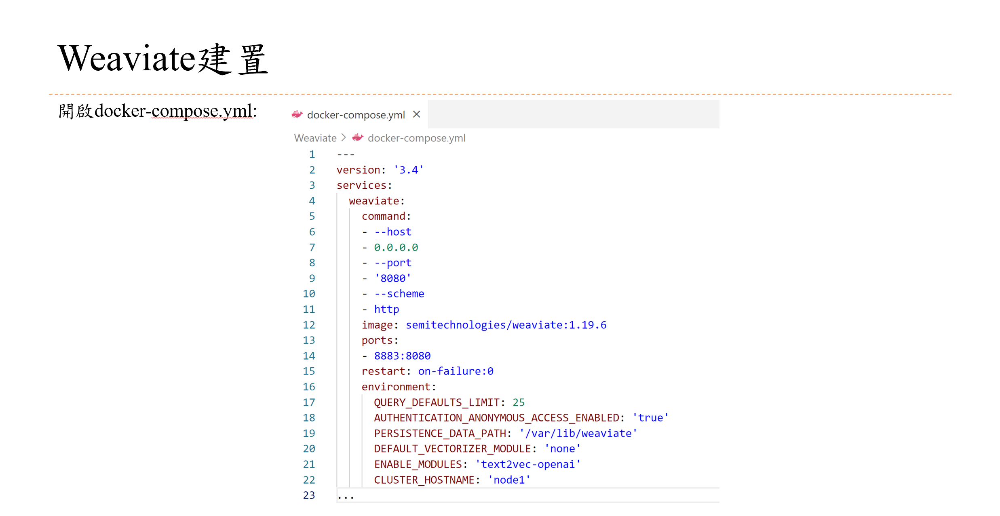 Weaviate建置
開啟docker-compose.yml:
docker-compose.yml
Weaviate > docker-compose.yml
1 ---
2 version: '3.4'
3 services:
4 weaviate:
5 command:
6 - --host
7 - 0.0.0.0
8 - --port
9 - '8080'
10 - --scheme
11 - http
12 image: semitechnologies/weaviate:1.19.6
13 ports:
14 - 8883:8080
15 restart: on-failure:0
16 environment:
17 QUERY_DEFAULTS_LIMIT: 25
18 AUTHENTICATION_ANONYMOUS_ACCESS_ENABLED: 'true'
19 PERSISTENCE_DATA_PATH: '/var/lib/weaviate'
20 DEFAULT_VECTORIZER_MODULE: 'none'
21 ENABLE_MODULES: 'text2vec-openai'
22 CLUSTER_HOSTNAME: 'node1'
23 ...